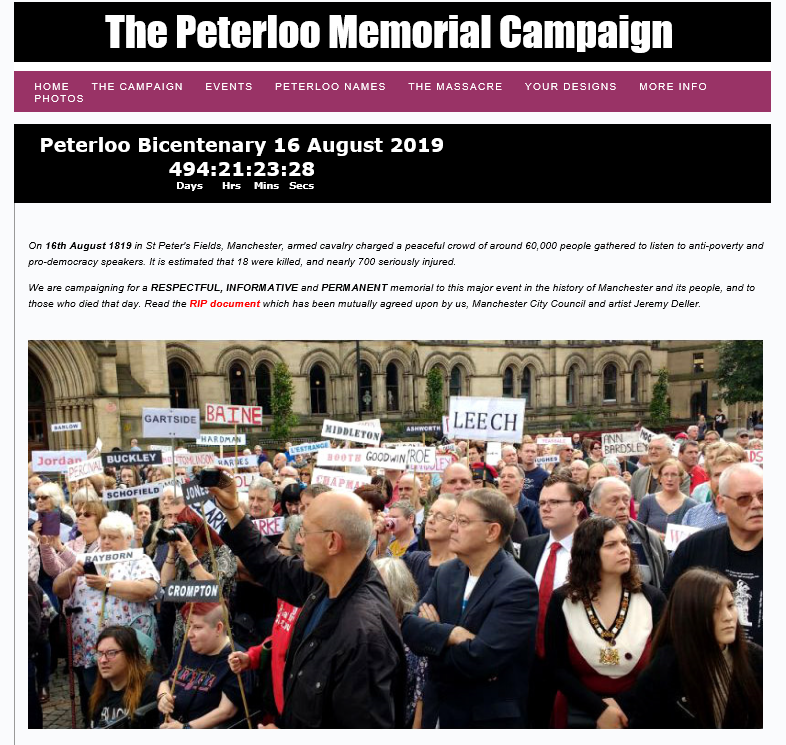 The Peterloo Memorial Campaign
HOME THE CAMPAIGN EVENTS PETERLOO NAMES THE MASSACRE YOUR DESIGNS MORE INFO
PHOTOS
Peterloo Bicentenary 16 August 2019
494:21:23:28
Days Hrs Mins Secs
On 16th August 1819 in St Peter's Fields, Manchester, armed cavalry charged a peaceful crowd of around 60,000 people gathered to listen to anti-poverty and
pro-democracy speakers. It is estimated that 18 were killed, and nearly 700 seriously injured.
We are campaigning for a RESPECTFUL, INFORMATIVE and PERMANENT memorial to this major event in the history of Manchester and its people, and to
those who died that day. Read the RIP document which has been mutually agreed upon by us, Manchester City Council and artist Jeremy Deller.
BARLOW
GARTSIDE
BAINE
HARDMAN
MIDDLETON
ASHWORTH
LEECH
L'ESTRANGE
ANN
BARDSLEY
Jordan
PERCIVAL
BUCKLEY
TOMLINSON
BOOTH
GOODWIN
ROE
HUGHES
SCHOFIELD
JONES
CHAPMA
RKE
RAYBORN
CROMPTON